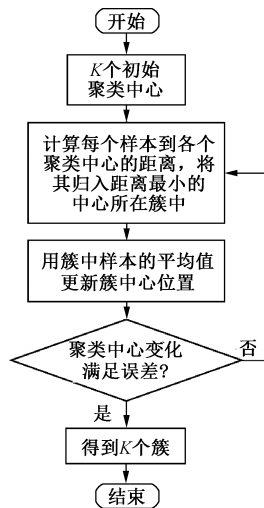 开始
K个初始
聚类中心
计算每个样本到各个
聚类中心的距离，将
其归入距离最小的
中心所在簇中
用簇中样本的平均值
更新簇中心位置
聚类中心变化
满足误差?
否
是
得到K个簇
结束